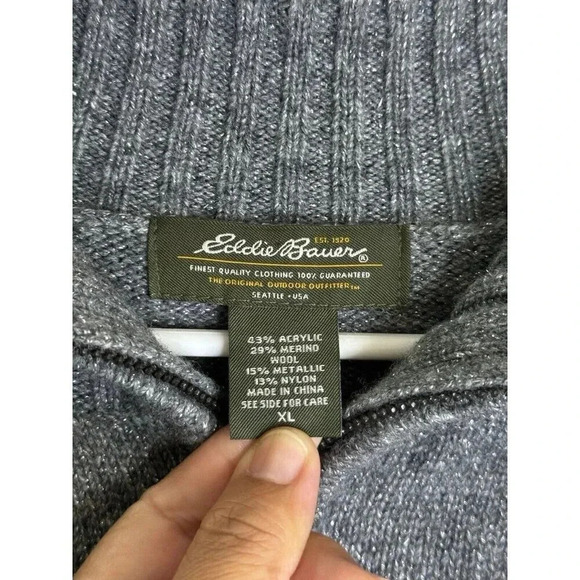 EST. 1920
Eddie Bauer®
FINEST QUALITY CLOTHING 100% GUARANTEED
THE ORIGINAL OUTDOOR OUTFITTER™
SEATTLE • USA
43% ACRYLIC
29% MERINO
WOOL
15% METALLIC
13% NYLON
MADE IN CHINA
SEE SIDE FOR CARE
XL